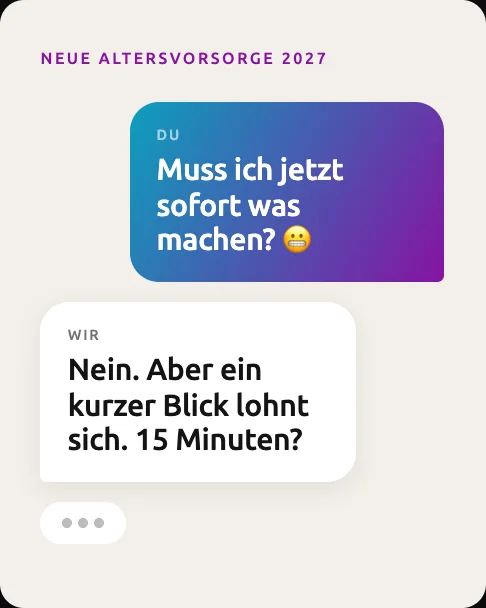 NEUE ALTERSVORSORGE 2027
DU
Muss ich jetzt
sofort was
machen? 😬
WIR
Nein. Aber ein
kurzer Blick lohnt
sich. 15 Minuten?